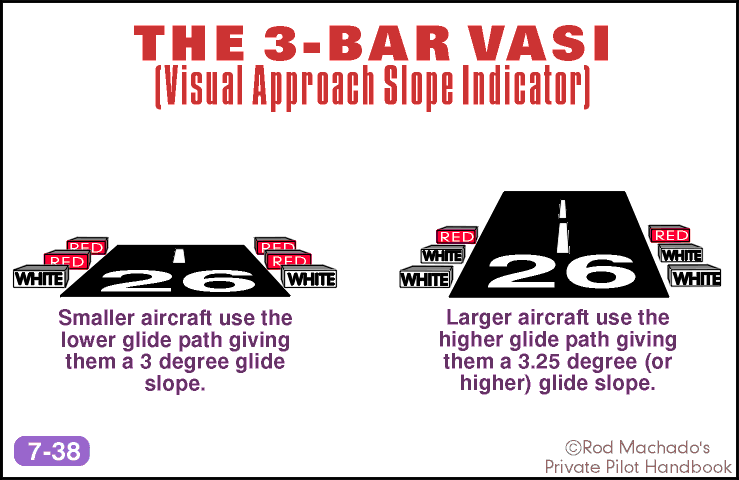 THE 3-BAR VASI
(Visual Approach Slope Indicator)
RED
RED
WHITE
26
RED
RED
WHITE
Smaller aircraft use the
lower glide path giving
them a 3 degree glide
slope.
RED
WHITE
WHITE
26
RED
WHITE
WHITE
Larger aircraft use the
higher glide path giving
them a 3.25 degree (or
higher) glide slope.
7-38
©Rod Machado's
Private Pilot Handbook